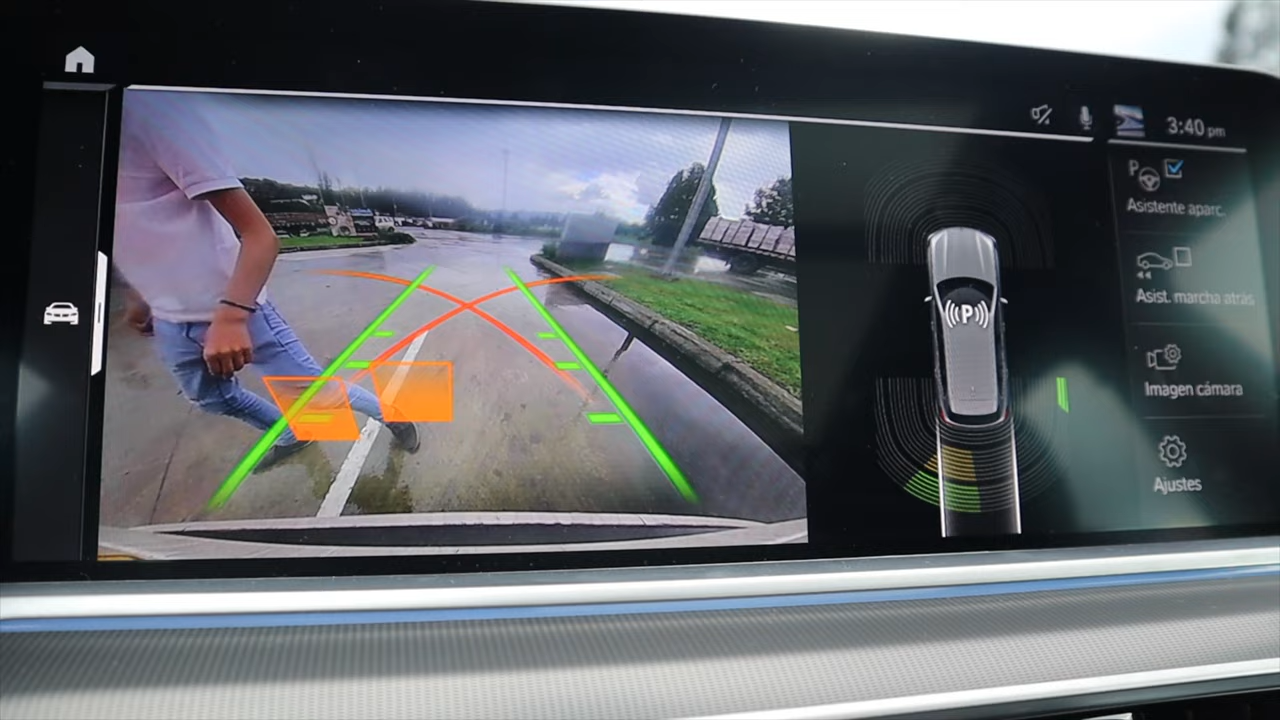 3:40 pm
P
Asistente aparc.
Asist. marcha atrás
((P))
Imagen cámara
Ajustes